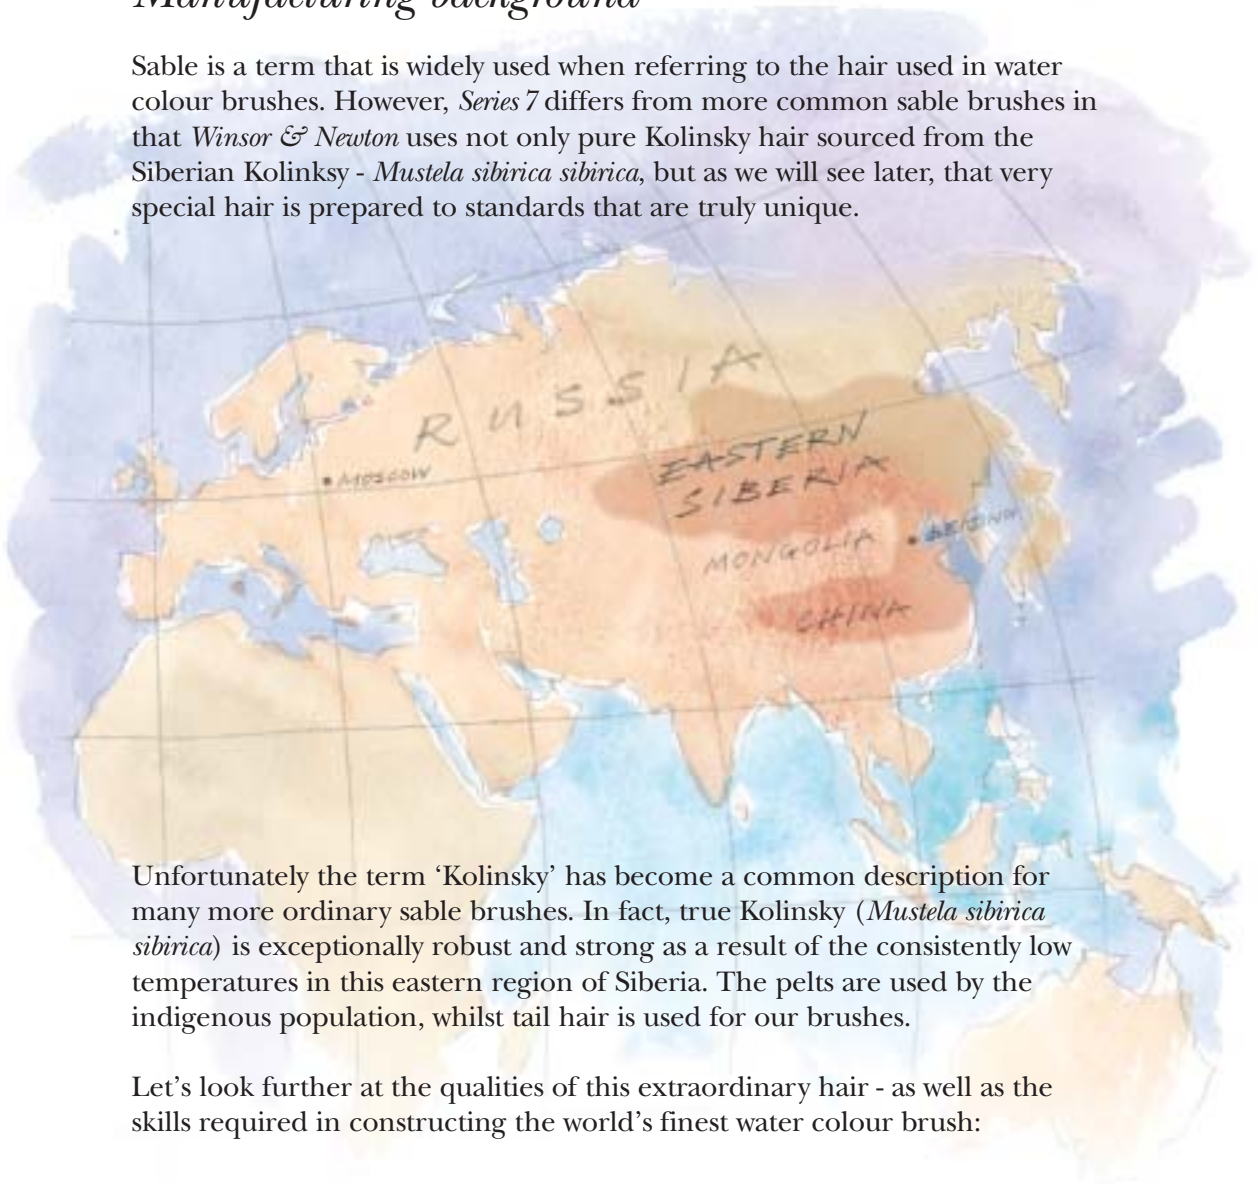 Manufacturing background
Sable is a term that is widely used when referring to the hair used in water
colour brushes. However, Series 7 differs from more common sable brushes in
that Winsor & Newton uses not only pure Kolinsky hair sourced from the
Siberian Kolinksy - Mustela sibirica sibirica, but as we will see later, that very
special hair is prepared to standards that are truly unique.
RUSSIA
EASTERN
SIBERIA
MOSCOW
MONGOLIA
BEIJING
CHINA
Unfortunately the term ‘Kolinsky’ has become a common description for
many more ordinary sable brushes. In fact, true Kolinsky (Mustela sibirica
sibirica) is exceptionally robust and strong as a result of the consistently low
temperatures in this eastern region of Siberia. The pelts are used by the
indigenous population, whilst tail hair is used for our brushes.
Let’s look further at the qualities of this extraordinary hair - as well as the
skills required in constructing the world’s finest water colour brush: